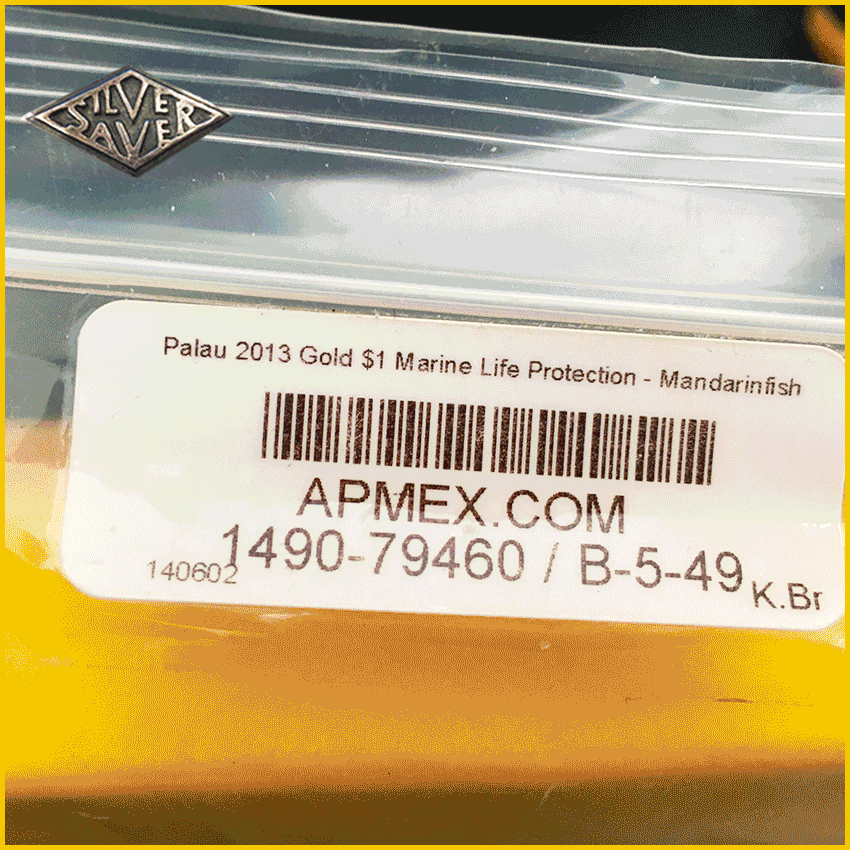 SILVER
SAVER
Palau 2013 Gold $1 Marine Life Protection - Mandarinfish
APMEX.COM
1490-79460 / B-5-49
140602
K.Br